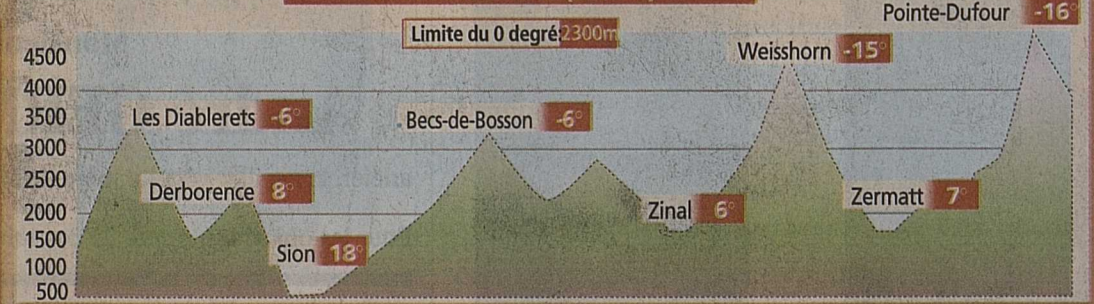 Pointe-Dufour -16°
Limite du 0 degré: 2300m
Weisshorn -15°
4500
4000
3500
3000
2500
2000
1500
1000
500
Les Diablerets -6°
Becs-de-Bosson -6°
Derborence 8°
Zermatt 7°
Zinal 6°
Sion 18°